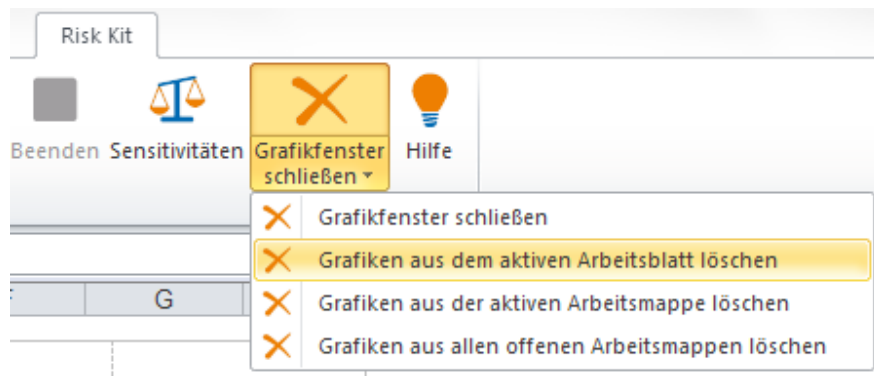 Risk Kit
Beenden Sensitivitäten Grafikfenster schließen Hilfe
Grafikfenster schließen
Grafiken aus dem aktiven Arbeitsblatt löschen
G
Grafiken aus der aktiven Arbeitsmappe löschen
Grafiken aus allen offenen Arbeitsmappen löschen